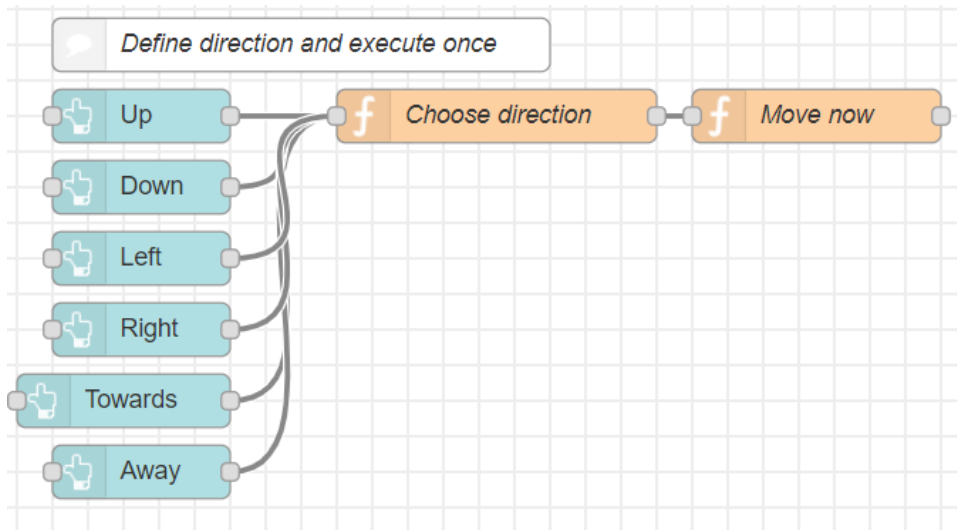 Define direction and execute once
Up
Choose direction
Move now
Down
Left
Right
Towards
Away